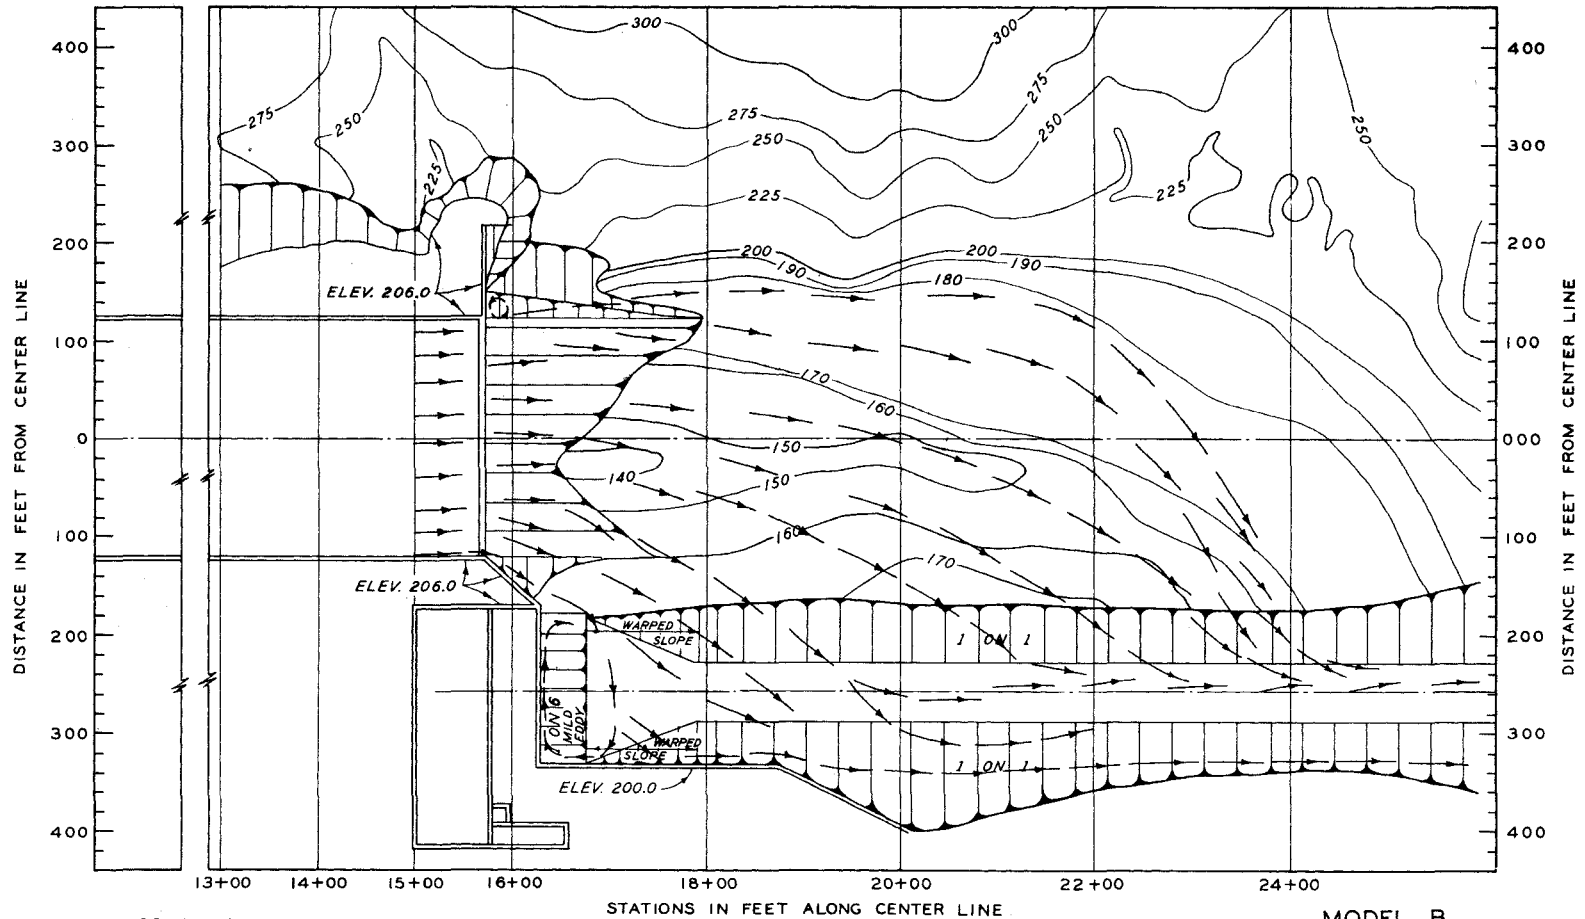 300
300
400
400
275
275
275
250
250
250
250
300
300
225
225
225
200
200
200
200
190
190
180
ELEV. 206.0
100
100
170
160
0
000
150
140
150
100
100
160
170
ELEV. 206.0
200
200
WARPED
SLOPE
1 ON 1
1 ON 6
MILD
EDDY
300
300
WARPED
SLOPE
1 ON 1
ELEV. 200.0
400
400
DISTANCE IN FEET FROM CENTER LINE
DISTANCE IN FEET FROM CENTER LINE
13+00 14+00 15+00 16+00 18+00 20+00 22+00 24+00
STATIONS IN FEET ALONG CENTER LINE
MODEL B